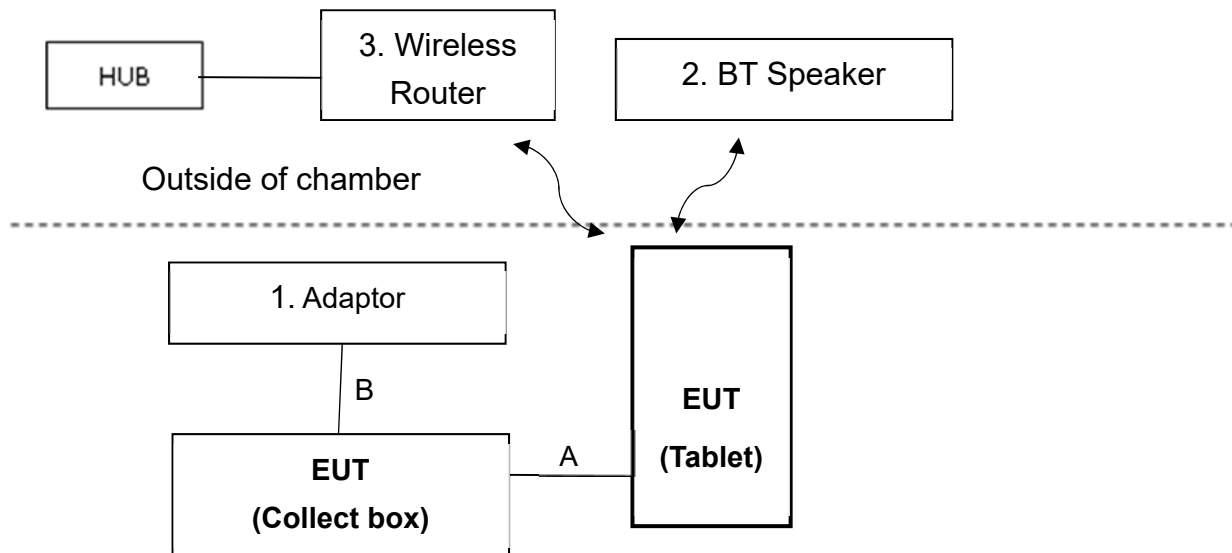 HUB
3. Wireless
Router
2. BT Speaker
Outside of chamber
1. Adaptor
B
EUT
(Tablet)
A
EUT
(Collect box)